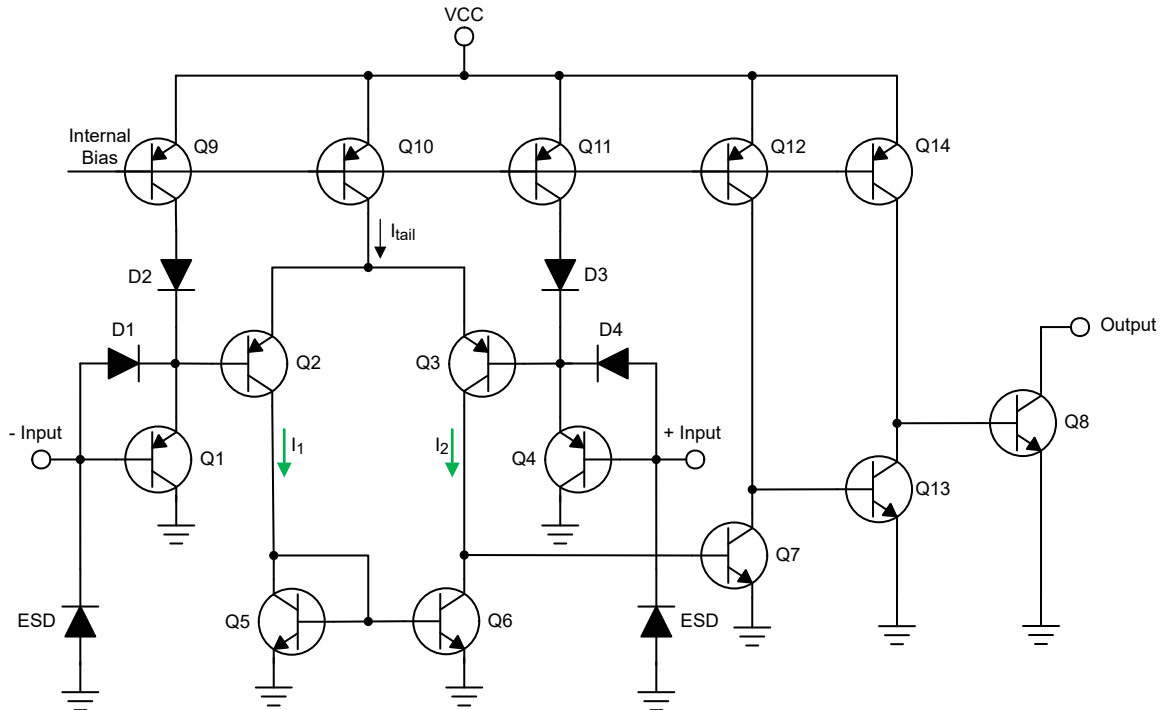 VCC
Internal
Bias
Q9
Q10
Q11
Q12
Q14
Itail
D2
D3
D1
D4
Q2
Q3
Output
- Input
+ Input
Q1
I1
I2
Q4
Q8
Q13
Q7
ESD
Q5
Q6
ESD